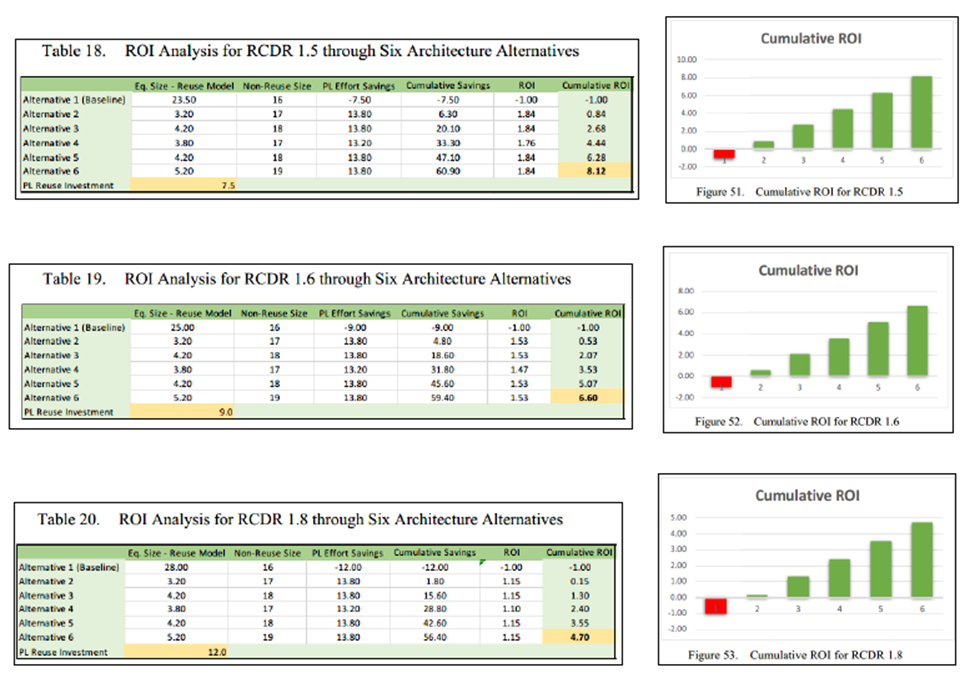 Table 18. ROI Analysis for RCDR 1.5 through Six Architecture Alternatives
Eq. Size - Reuse Model Non-Reuse Size PL Effort Savings Cumulative Savings ROI Cumulative ROI
Alternative 1 (Baseline) 23.50 16 -7.50 -7.50 -1.00 -1.00
Alternative 2 3.20 17 13.80 6.30 1.84 0.84
Alternative 3 4.20 18 13.80 20.10 1.84 2.68
Alternative 4 3.80 17 13.20 33.30 1.76 4.44
Alternative 5 4.20 18 13.80 47.10 1.84 6.28
Alternative 6 5.20 19 13.80 60.90 1.84 8.12
PL Reuse Investment 7.5
Cumulative ROI
10.00
8.00
6.00
4.00
2.00
0.00
-2.00
1 2 3 4 5 6
Figure 51. Cumulative ROI for RCDR 1.5
Table 19. ROI Analysis for RCDR 1.6 through Six Architecture Alternatives
Eq. Size - Reuse Model Non-Reuse Size PL Effort Savings Cumulative Savings ROI Cumulative ROI
Alternative 1 (Baseline) 25.00 16 -9.00 -9.00 -1.00 -1.00
Alternative 2 3.20 17 13.80 4.80 1.53 0.53
Alternative 3 4.20 18 13.80 18.60 1.53 2.07
Alternative 4 3.80 17 13.20 31.80 1.47 3.53
Alternative 5 4.20 18 13.80 45.60 1.53 5.07
Alternative 6 5.20 19 13.80 59.40 1.53 6.60
PL Reuse Investment 9.0
Cumulative ROI
8.00
6.00
4.00
2.00
0.00
-2.00
1 2 3 4 5 6
Figure 52. Cumulative ROI for RCDR 1.6
Table 20. ROI Analysis for RCDR 1.8 through Six Architecture Alternatives
Eq. Size - Reuse Model Non-Reuse Size PL Effort Savings Cumulative Savings ROI Cumulative ROI
Alternative 1 (Baseline) 28.00 16 -12.00 -12.00 -1.00 -1.00
Alternative 2 3.20 17 13.80 1.80 1.15 0.15
Alternative 3 4.20 18 13.80 15.60 1.15 1.30
Alternative 4 3.80 17 13.20 28.80 1.10 2.40
Alternative 5 4.20 18 13.80 42.60 1.15 3.55
Alternative 6 5.20 19 13.80 56.40 1.15 4.70
PL Reuse Investment 12.0
Cumulative ROI
5.00
4.00
3.00
2.00
1.00
0.00
-1.00
-2.00
1 2 3 4 5 6
Figure 53. Cumulative ROI for RCDR 1.8